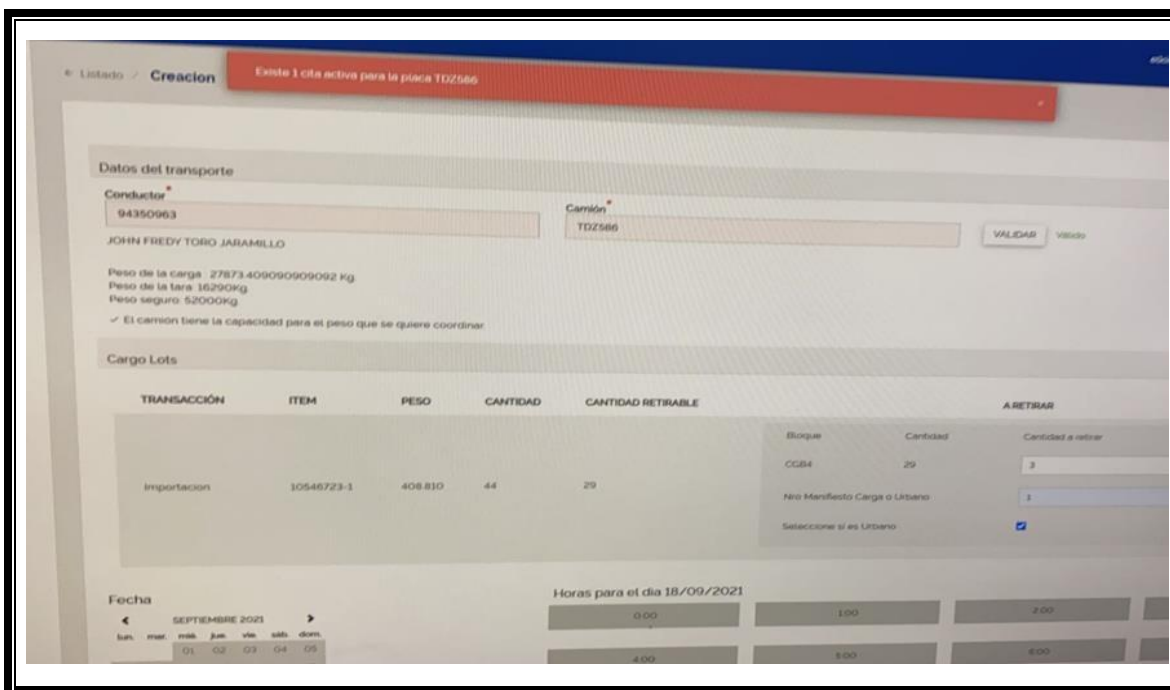 ← Listado / Creacion
Existe 1 cita activa para la placa TDZ586
Datos del transporte
Conductor*
Camión*
94350963
TDZ586
VALIDAR Válido
JOHN FREDY TORO JARAMILLO
Peso de la carga : 27873.409090909092 Kg.
Peso de la tara: 16290Kg.
Peso seguro: 52000Kg.
✓ El camión tiene la capacidad para el peso que se quiere coordinar.
Cargo Lots
TRANSACCIÓN ITEM PESO CANTIDAD CANTIDAD RETIRABLE A RETIRAR
Bloque Cantidad Cantidad a retirar
CGB4 29 3
Importacion 10546723-1 408.810 44 29
Nro Manifiesto Carga o Urbano 1
Seleccione si es Urbano
Fecha
Horas para el dia 18/09/2021
SEPTIEMBRE 2021
0:00 1:00 2:00
lun. mar. mié. jue. vie. sáb. dom.
01 02 03 04 05
4:00 5:00 6:00